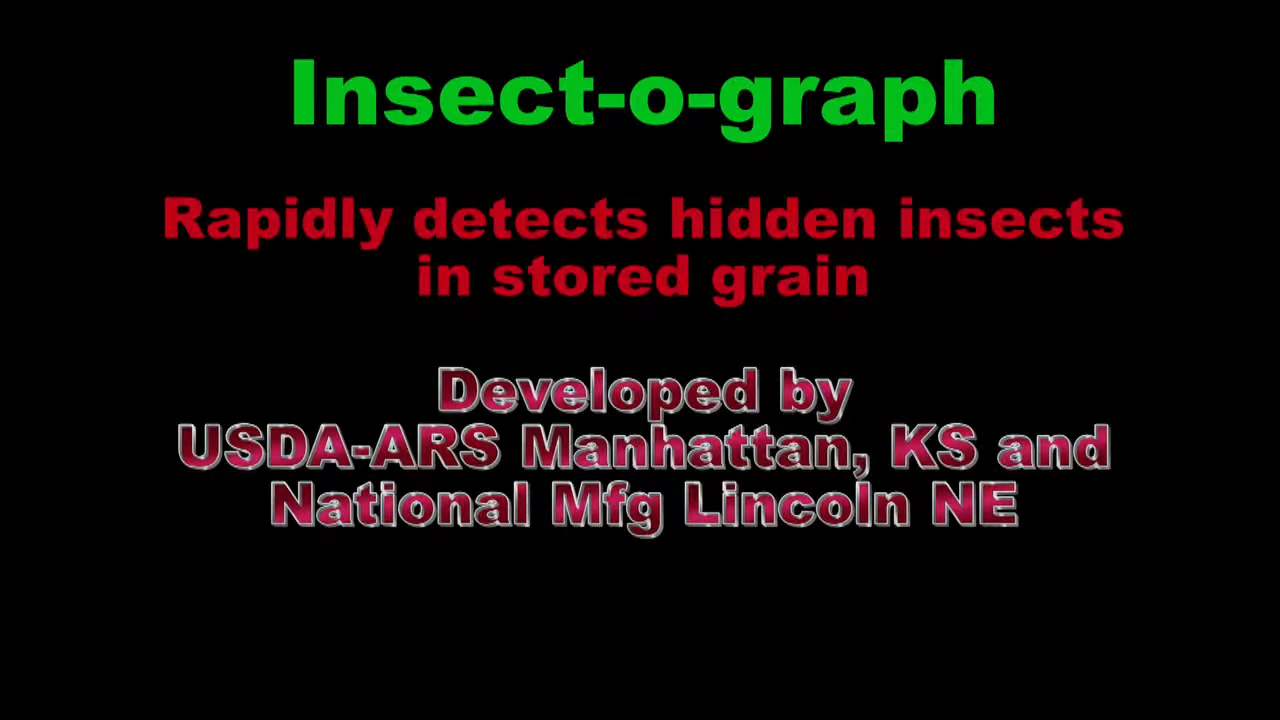 Insect-o-graph
Rapidly detects hidden insects
in stored grain
Developed by
USDA-ARS Manhattan, KS and
National Mfg Lincoln NE